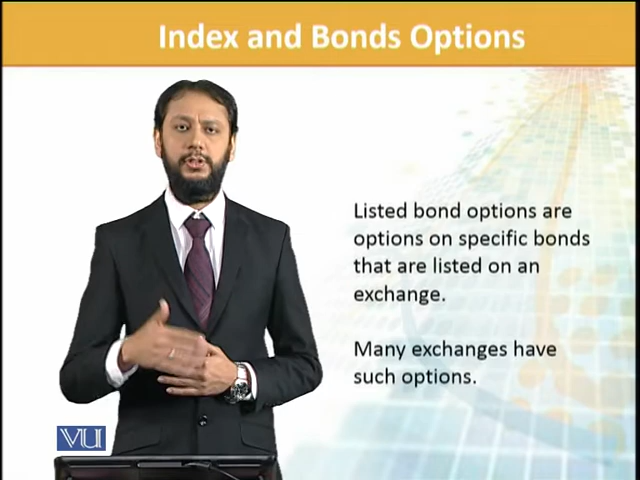 Index and Bonds Options
Listed bond options are
options on specific bonds
that are listed on an
exchange.
Many exchanges have
such options.
VU